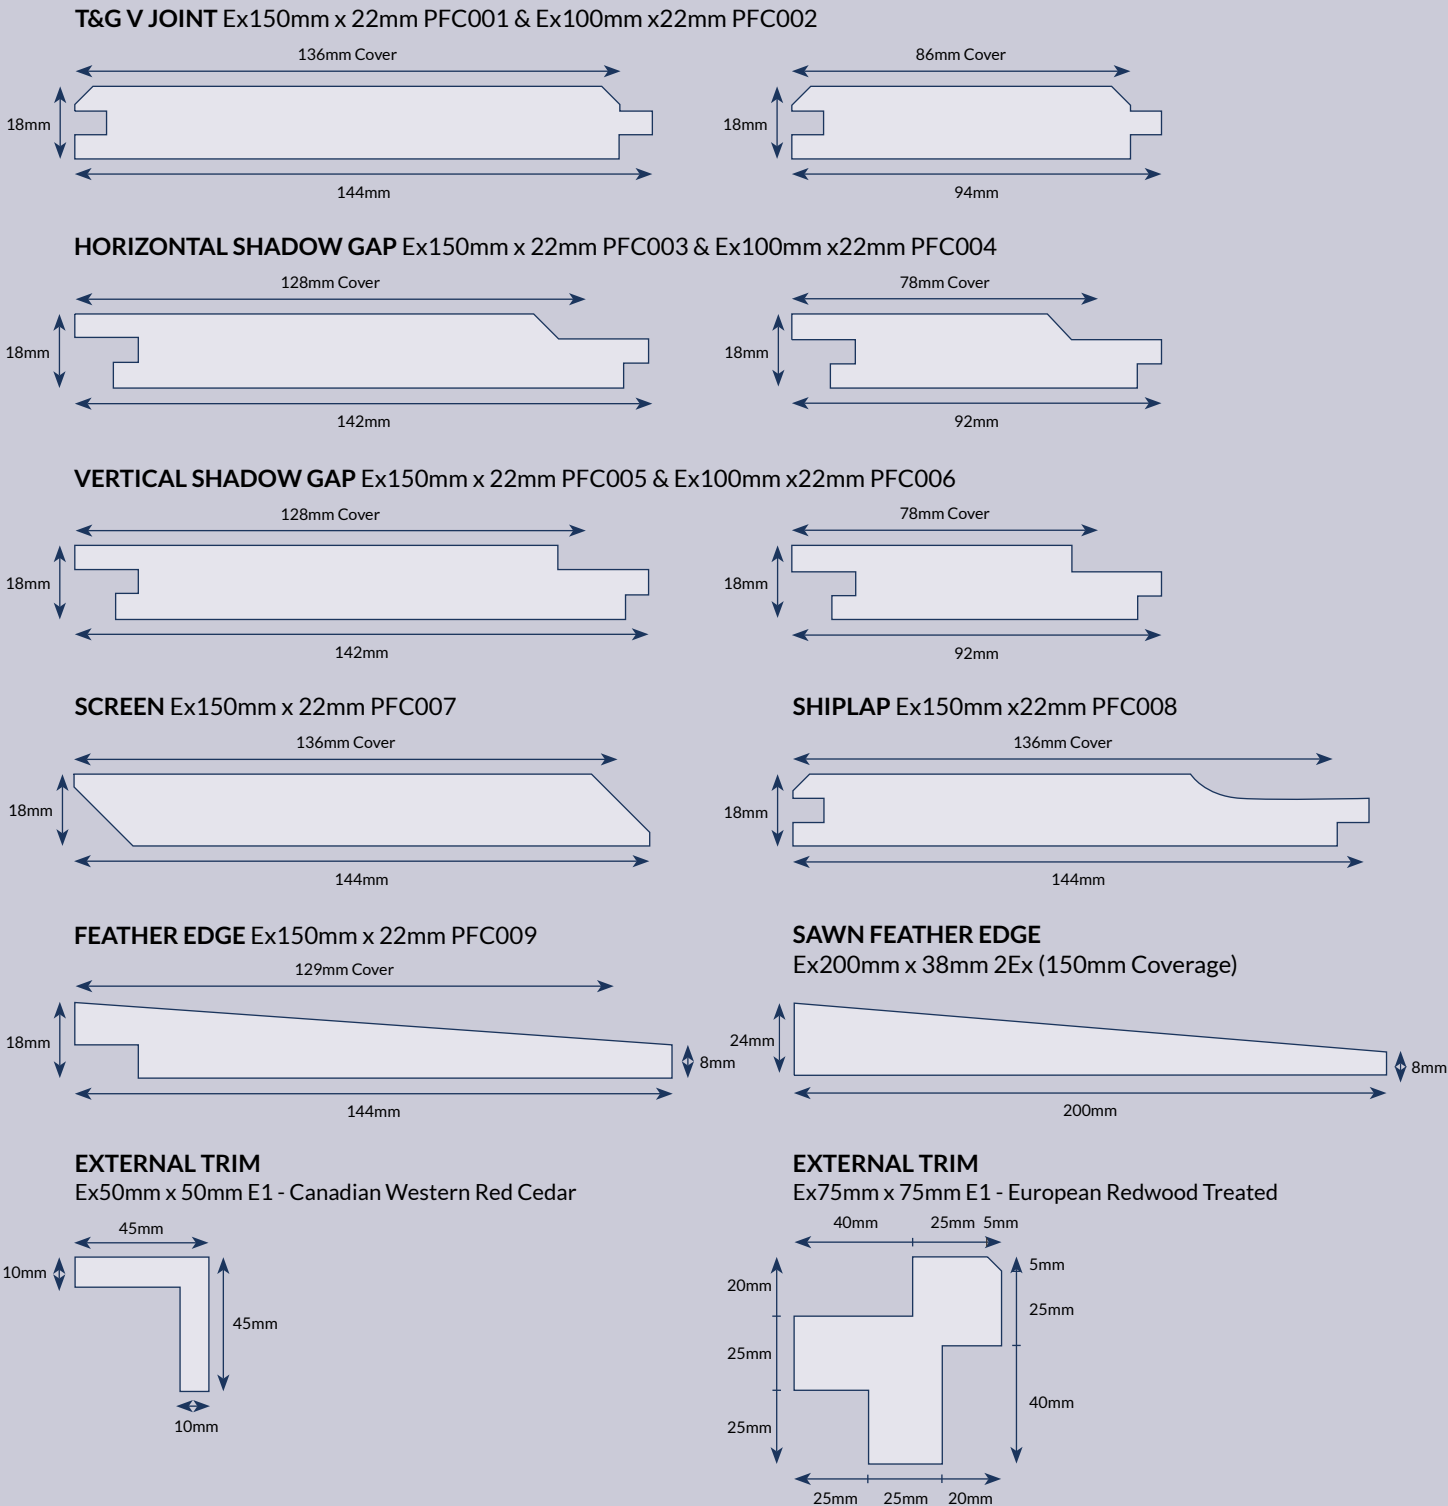 T&G V JOINT Ex150mm x 22mm PFC001 & Ex100mm x22mm PFC002
136mm Cover
86mm Cover
18mm
18mm
144mm
94mm
HORIZONTAL SHADOW GAP Ex150mm x 22mm PFC003 & Ex100mm x22mm PFC004
128mm Cover
78mm Cover
18mm
18mm
142mm
92mm
VERTICAL SHADOW GAP Ex150mm x 22mm PFC005 & Ex100mm x22mm PFC006
128mm Cover
78mm Cover
18mm
18mm
142mm
92mm
SCREEN Ex150mm x 22mm PFC007
136mm Cover
18mm
144mm
SHIPLAP Ex150mm x22mm PFC008
136mm Cover
18mm
144mm
FEATHER EDGE Ex150mm x 22mm PFC009
129mm Cover
18mm
8mm
144mm
SAWN FEATHER EDGE
Ex200mm x 38mm 2Ex (150mm Coverage)
24mm
8mm
200mm
EXTERNAL TRIM
Ex50mm x 50mm E1 - Canadian Western Red Cedar
45mm
10mm
45mm
10mm
EXTERNAL TRIM
Ex75mm x 75mm E1 - European Redwood Treated
40mm 25mm 5mm
5mm
20mm
25mm
25mm
40mm
25mm
25mm 25mm 20mm